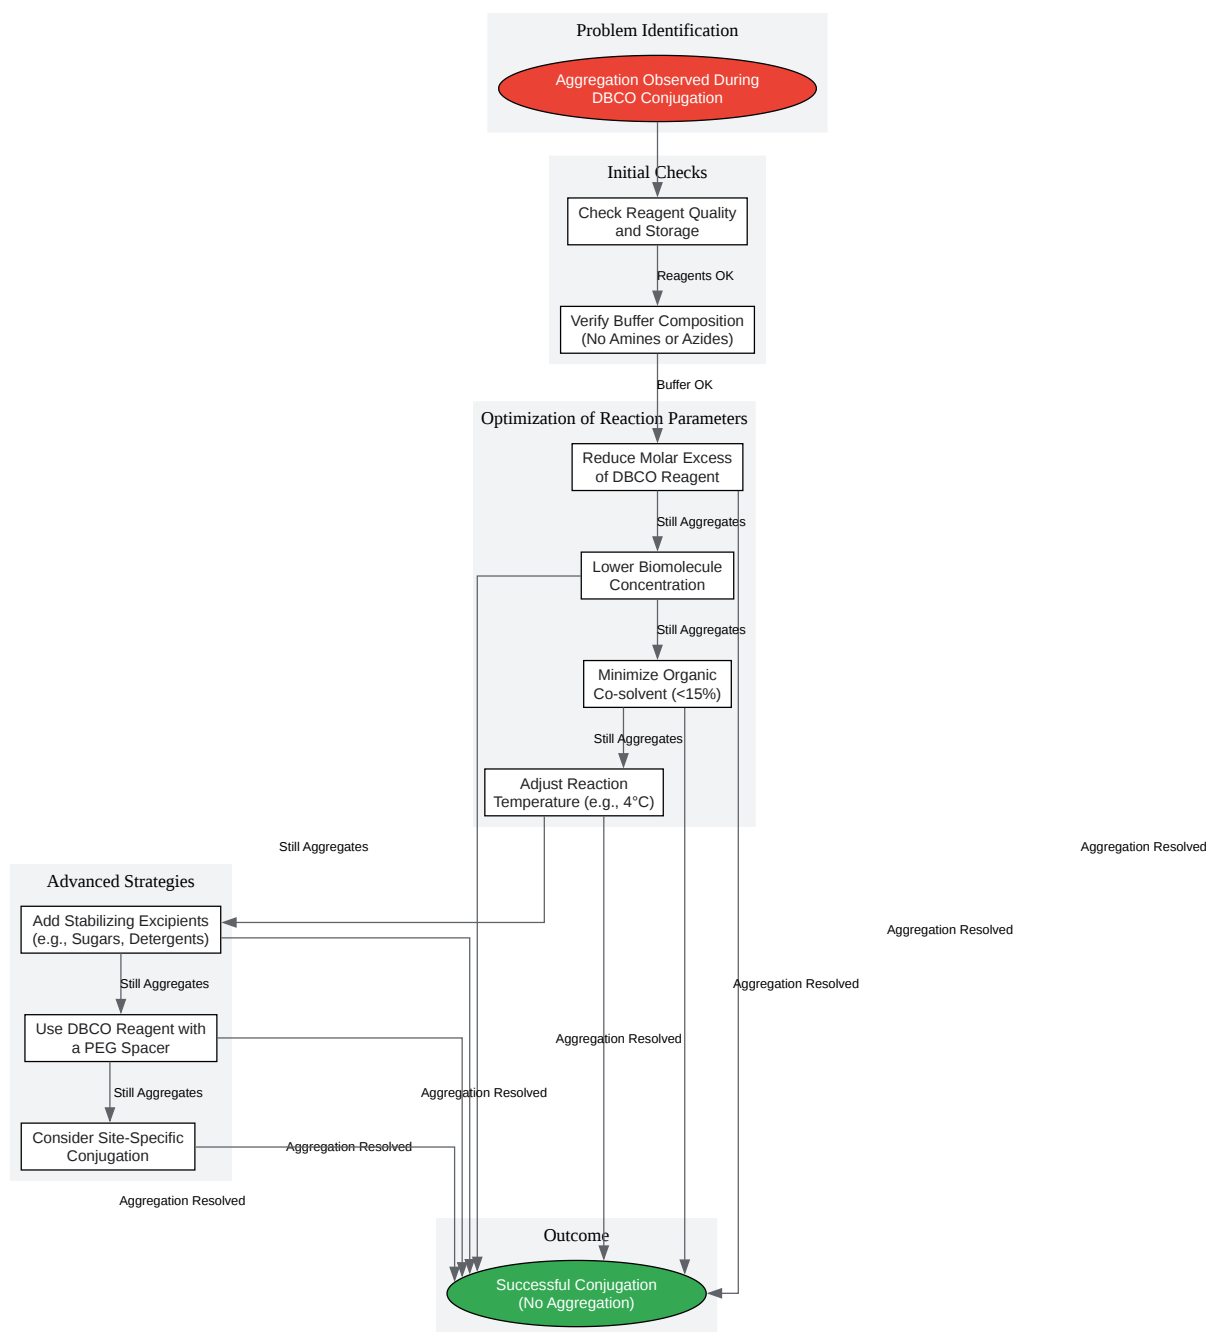 Problem Identification
Aggregation Observed During
DBCO Conjugation
Initial Checks
Check Reagent Quality
and Storage
Reagents OK
Verify Buffer Composition
(No Amines or Azides)
Buffer OK
Optimization of Reaction Parameters
Reduce Molar Excess
of DBCO Reagent
Still Aggregates
Lower Biomolecule
Concentration
Still Aggregates
Minimize Organic
Co-solvent (<15%)
Still Aggregates
Adjust Reaction
Temperature (e.g., 4°C)
Still Aggregates
Aggregation Resolved
Advanced Strategies
Add Stabilizing Excipients
(e.g., Sugars, Detergents)
Aggregation Resolved
Still Aggregates
Aggregation Resolved
Use DBCO Reagent with
a PEG Spacer
Aggregation Resolved
Still Aggregates
Aggregation Resolved
Consider Site-Specific
Conjugation
Aggregation Resolved
Aggregation Resolved
Outcome
Successful Conjugation
(No Aggregation)